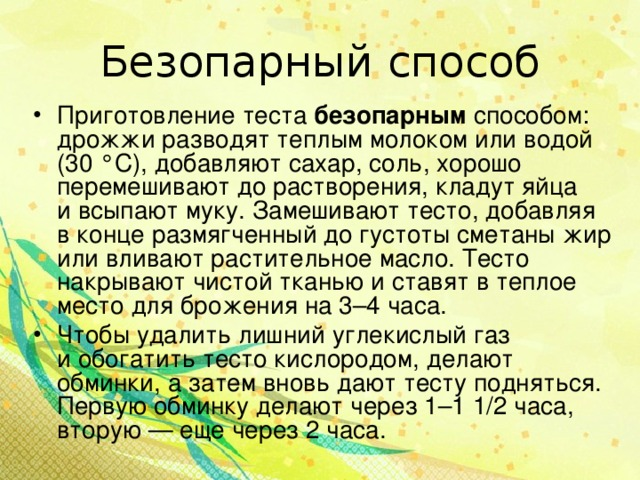 Безопарный способ
• Приготовление теста безопарным способом:
дрожжи разводят теплым молоком или водой
(30 °С), добавляют сахар, соль, хорошо
перемешивают до растворения, кладут яйца
и всыпают муку. Замешивают тесто, добавляя
в конце размягченный до густоты сметаны жир
или вливают растительное масло. Тесто
накрывают чистой тканью и ставят в теплое
место для брожения на 3–4 часа.
• Чтобы удалить лишний углекислый газ
и обогатить тесто кислородом, делают
обминки, а затем вновь дают тесту подняться.
Первую обминку делают через 1–1 1/2 часа,
вторую — еще через 2 часа.